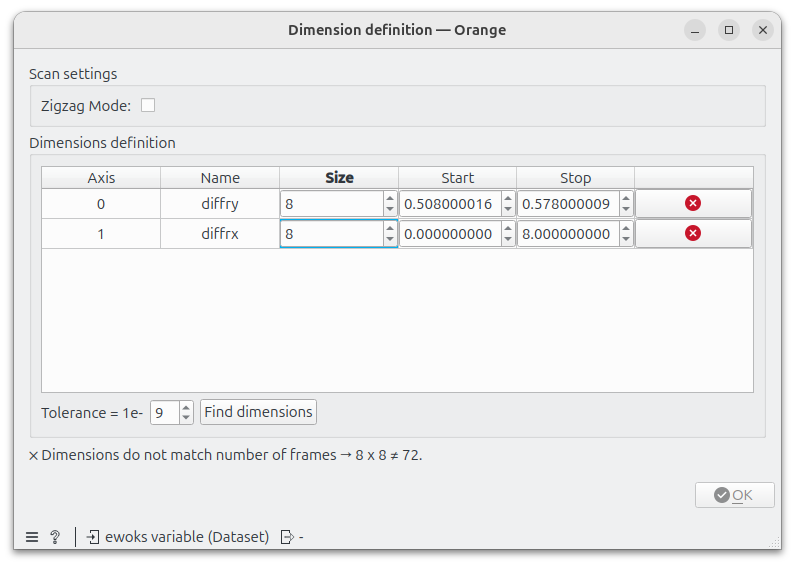 Dimension definition — Orange
Scan settings
Zigzag Mode:
Dimensions definition
Axis Name Size Start Stop
0 diffry 8 0.508000016 0.578000009
1 diffrx 8 0.000000000 8.000000000
Tolerance = 1e- 9 Find dimensions
× Dimensions do not match number of frames → 8 x 8 ≠ 72.
OK
ewoks variable (Dataset) -